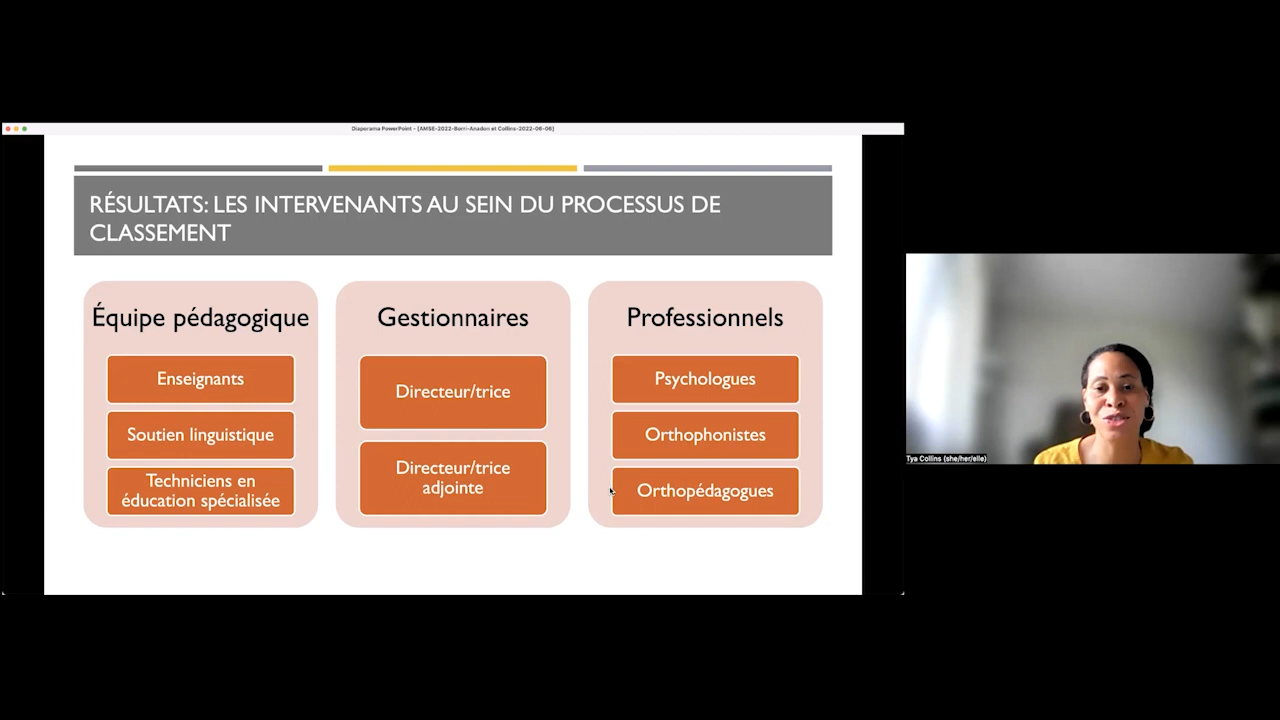 Diaporama PowerPoint - [AMSE-2022-Borri-Anadon et Collins-2022-06-06]
RÉSULTATS: LES INTERVENANTS AU SEIN DU PROCESSUS DE
CLASSEMENT
Équipe pédagogique
Enseignants
Soutien linguistique
Techniciens en
éducation spécialisée
Gestionnaires
Directeur/trice
Directeur/trice
adjointe
Professionnels
Psychologues
Orthophonistes
Orthopédagogues
Tya Collins (she/her/elle)